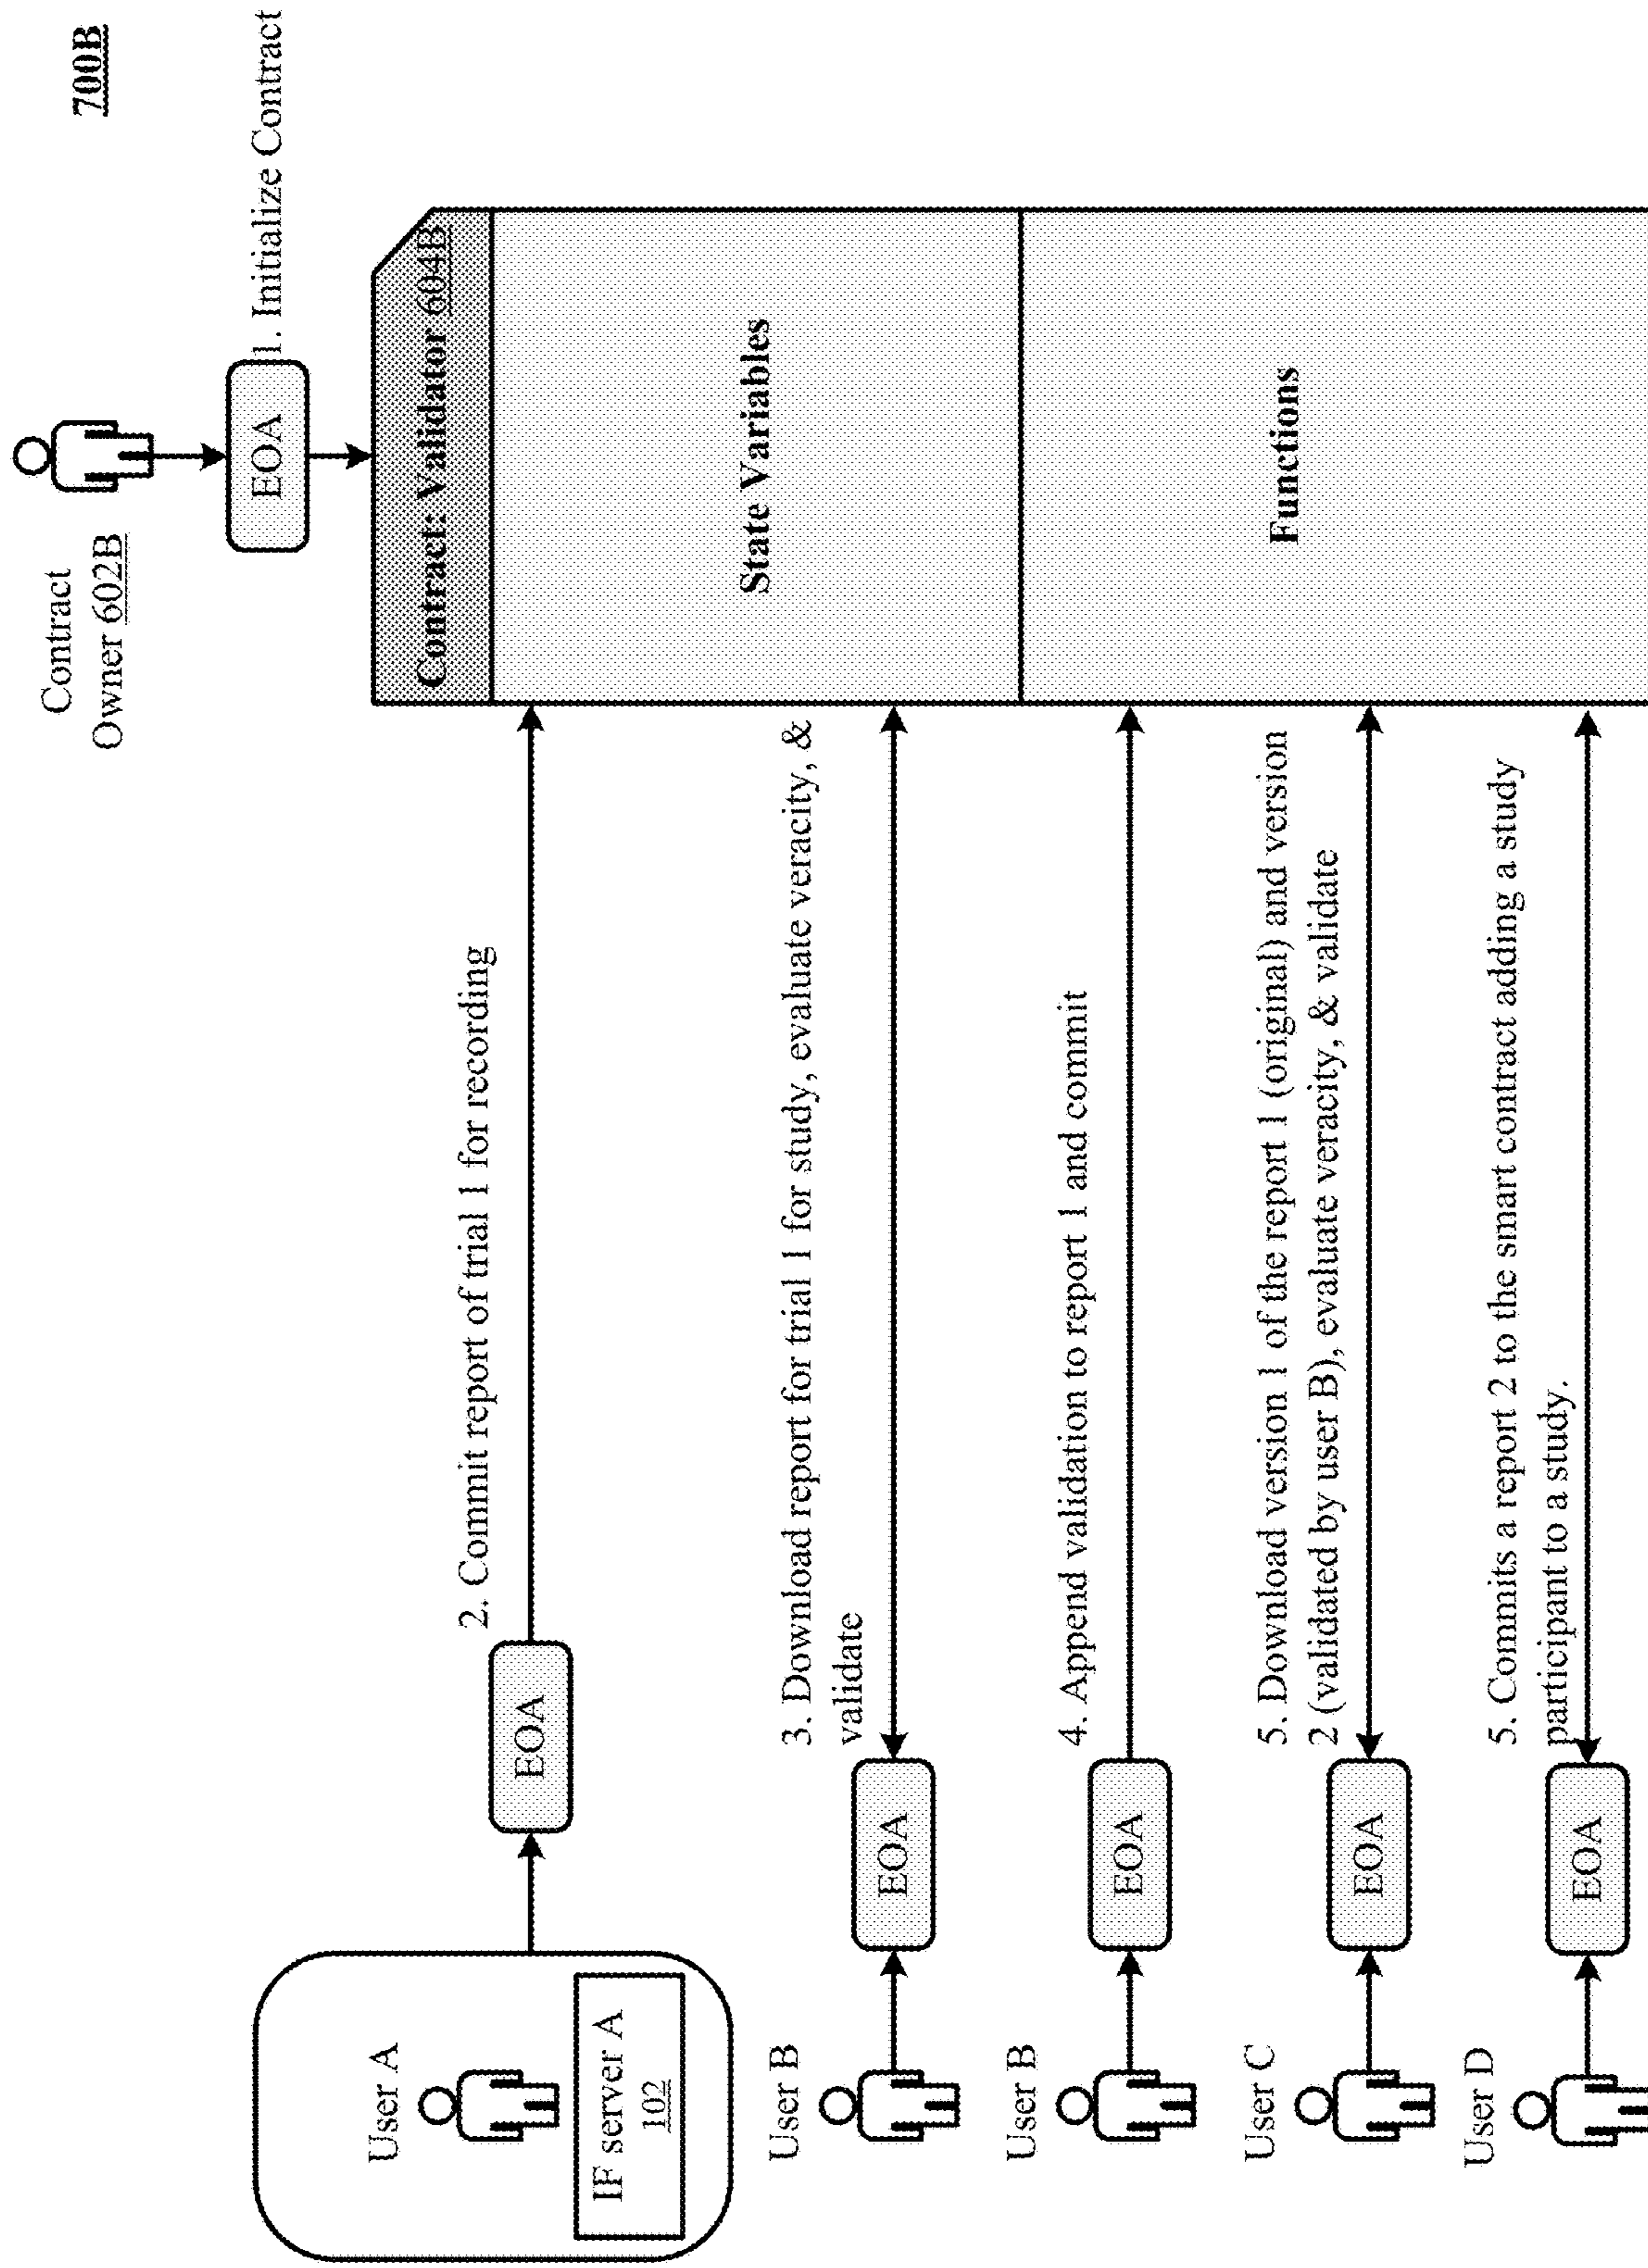 700B
Contract
Owner 602B
EOA
1. Initialize Contract
Contract: Validator 604B
State Variables
Functions
User A
IF server A
102
EOA
2. Commit report of trial 1 for recording
User B
EOA
3. Download report for trial 1 for study, evaluate veracity, &
validate
User B
EOA
4. Append validation to report 1 and commit
User C
EOA
5. Download version 1 of the report 1 (original) and version
2 (validated by user B), evaluate veracity, & validate
User D
EOA
5. Commits a report 2 to the smart contract adding a study
participant to a study.